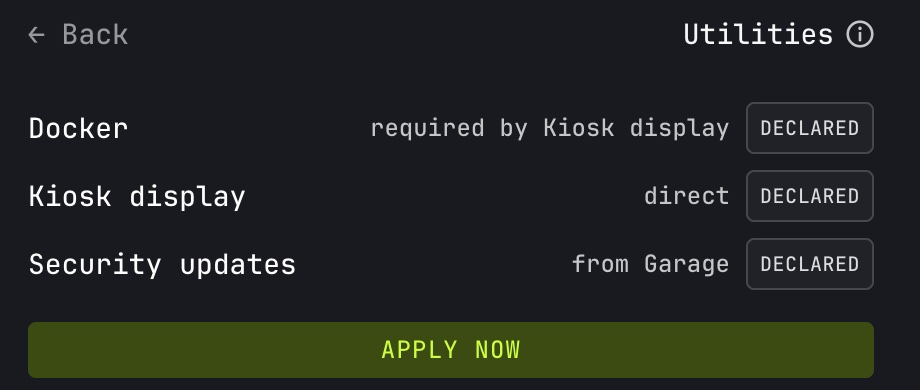 ← Back Utilities ⓘ
Docker required by Kiosk display DECLARED
Kiosk display direct DECLARED
Security updates from Garage DECLARED
APPLY NOW